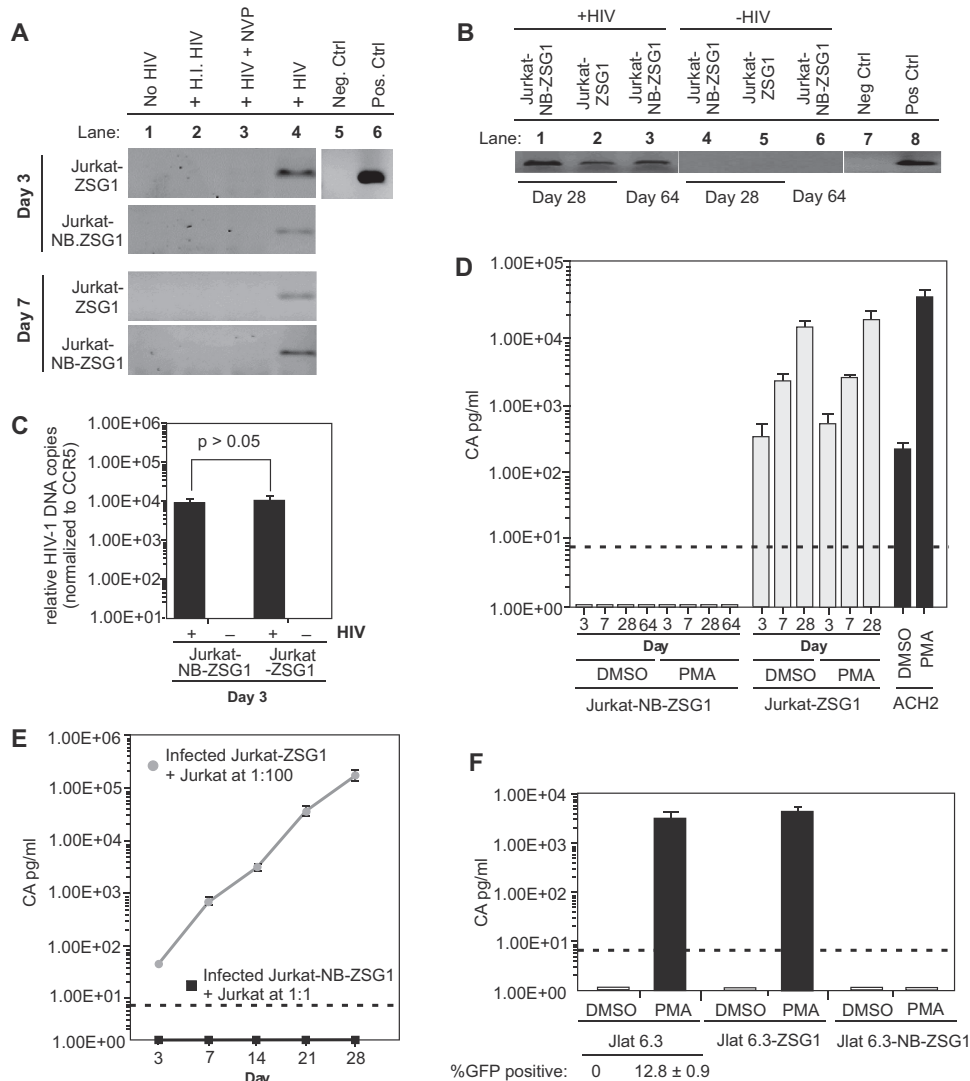 A
No HIV
+ H.I. HIV
+ HIV + NVP
+ HIV
Neg. Ctrl
Pos. Ctrl
Lane: 1 2 3 4 5 6
Day 3
Jurkat-
ZSG1
Jurkat-
NB.ZSG1
Day 7
Jurkat-
ZSG1
Jurkat-
NB-ZSG1
B
+HIV
-HIV
Jurkat-
NB-ZSG1
Jurkat-
ZSG1
Jurkat-
NB-ZSG1
Jurkat-
NB-ZSG1
Jurkat-
ZSG1
Jurkat-
NB-ZSG1
Neg Ctrl
Pos Ctrl
Lane: 1 2 3 4 5 6 7 8
Day 28 Day 64 Day 28 Day 64
C
relative HIV-1 DNA copies
(normalized to CCR5)
1.00E+06
1.00E+05
1.00E+04
1.00E+03
1.00E+02
1.00E+01
p > 0.05
+ – + – HIV
Jurkat-
NB-ZSG1
Jurkat
-ZSG1
Day 3
D
CA pg/ml
1.00E+05
1.00E+04
1.00E+03
1.00E+02
1.00E+01
1.00E+00
3 7 28 64 3 7 28 64 3 7 28 3 7 28
Day Day
DMSO PMA DMSO PMA
DMSO
PMA
Jurkat-NB-ZSG1 Jurkat-ZSG1 ACH2
E
CA pg/ml
1.00E+06
1.00E+05
1.00E+04
1.00E+03
1.00E+02
1.00E+01
1.00E+00
Infected Jurkat-ZSG1
+ Jurkat at 1:100
Infected Jurkat-NB-ZSG1
+ Jurkat at 1:1
3 7 14 21 28
Day
F
CA pg/ml
1.00E+04
1.00E+03
1.00E+02
1.00E+01
1.00E+00
DMSO PMA DMSO PMA DMSO PMA
Jlat 6.3 Jlat 6.3-ZSG1 Jlat 6.3-NB-ZSG1
%GFP positive: 0 12.8 ± 0.9